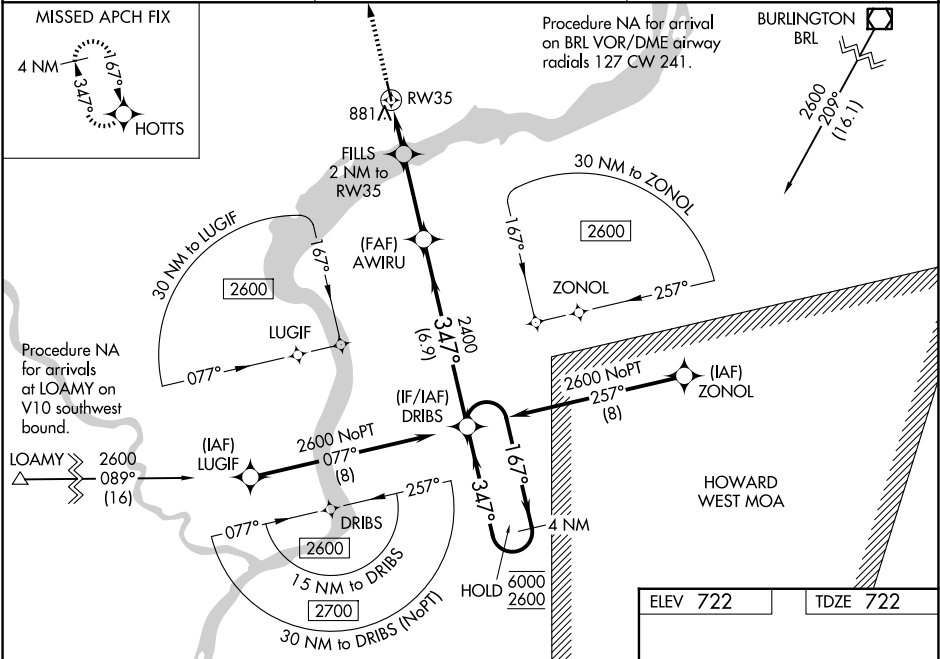 MISSED APCH FIX
4 NM
167°
347°
HOTTS
RW35
881
FILLS
2 NM to
RW35
Procedure NA for arrival
on BRL VOR/DME airway
radials 127 CW 241.
BURLINGTON
BRL
2600
209°
(16.1)
30 NM to LUGIF
2600
167°
LUGIF
077°
(FAF)
AWIRU
2400
347°
(6.9)
30 NM to ZONOL
2600
167°
ZONOL
257°
Procedure NA
for arrivals
at LOAMY on
V10 southwest
bound.
LOAMY
2600
089°
(16)
(IAF)
LUGIF
2600 NoPT
077°
(8)
(IF/IAF)
DRIBS
2600 NoPT
257°
(8)
(IAF)
ZONOL
167°
347°
4 NM
HOLD
6000
2600
077°
257°
DRIBS
2600
15 NM to DRIBS
2700
30 NM to DRIBS (NoPT)
HOWARD
WEST MOA
ELEV 722
TDZE 722